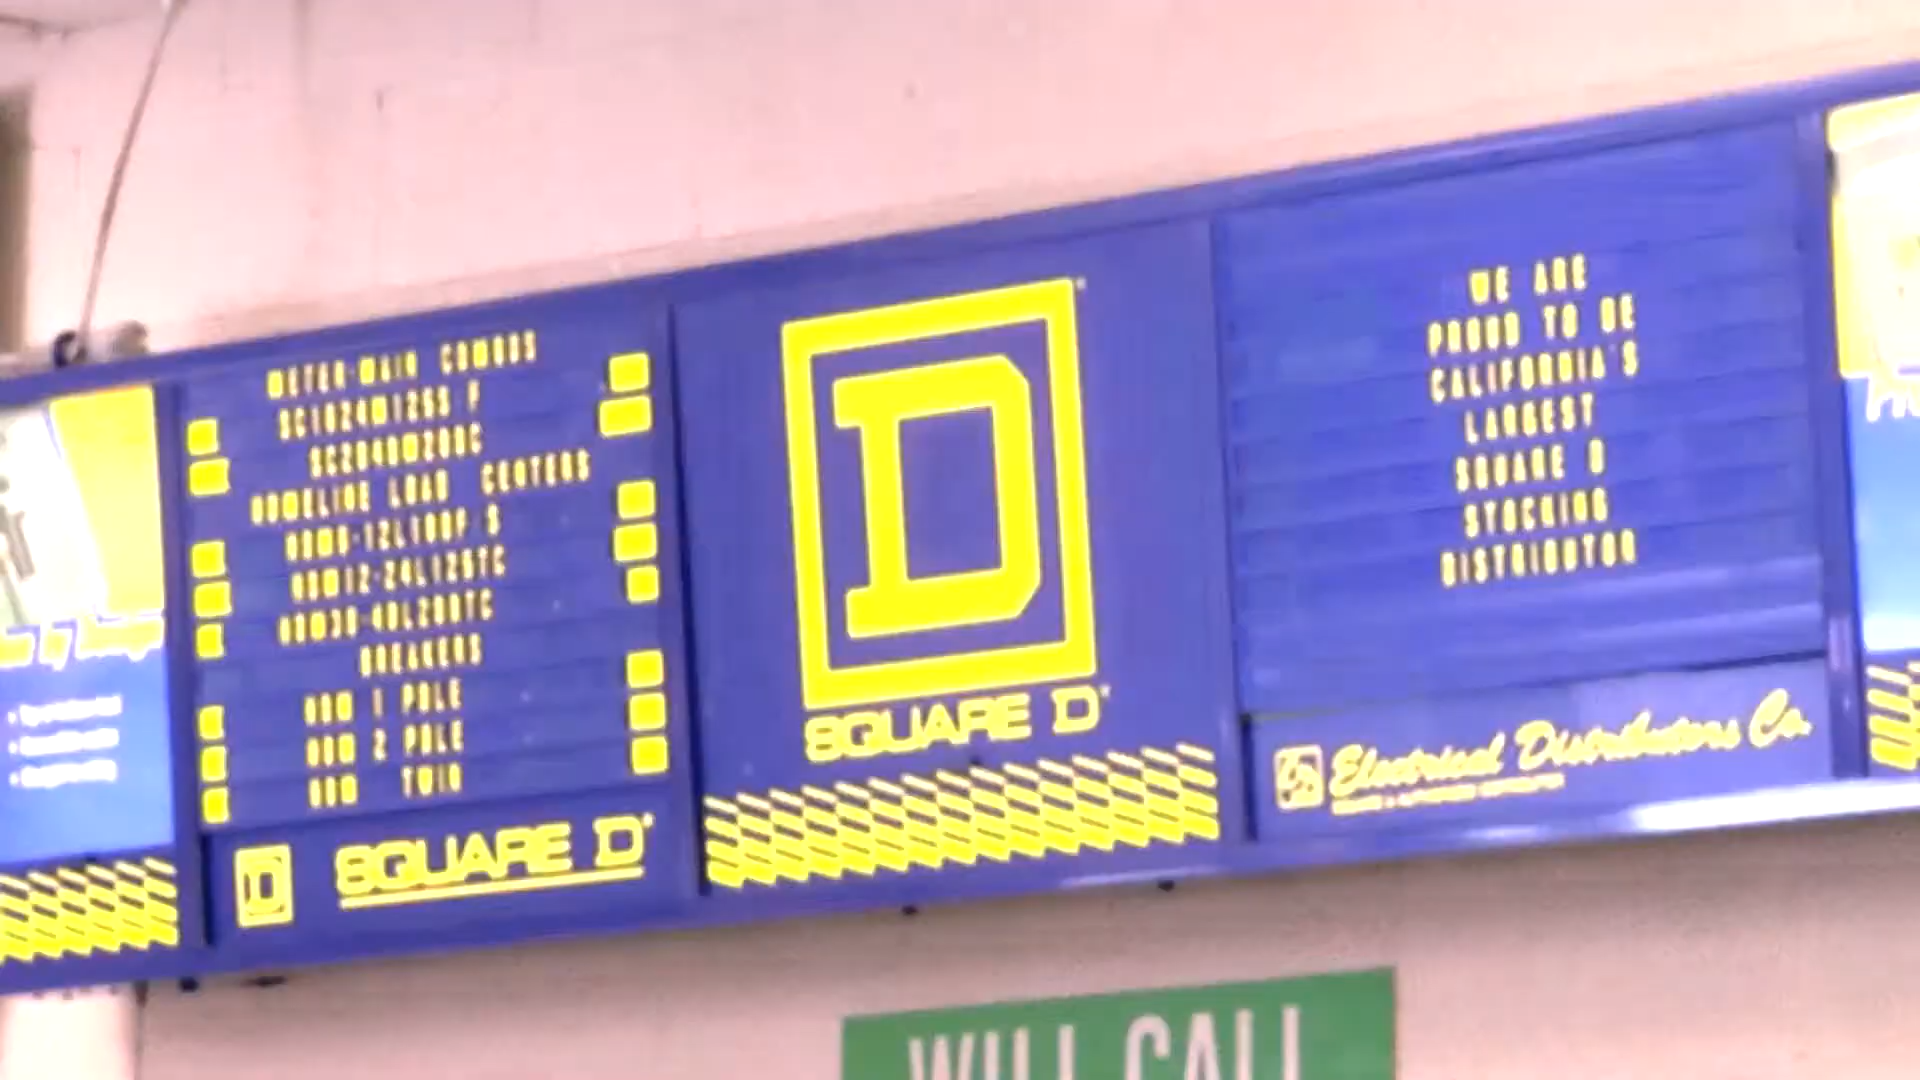 METER-MAIN COMBOS
SC1624M125S F
SC2040M200C
HOMELINE LOAD CENTERS
HOM6-12L100F S
HOM12-24L125TC
HOM30-40L200TC
BREAKERS
HOM 1 POLE
HOM 2 POLE
HOM TWIN
D SQUARE D
D
SQUARE D
WE ARE
PROUD TO BE
CALIFORNIA'S
LARGEST
SQUARE D
STOCKING
DISTRIBUTOR
Electrical Distributors Co.
WILL CALL